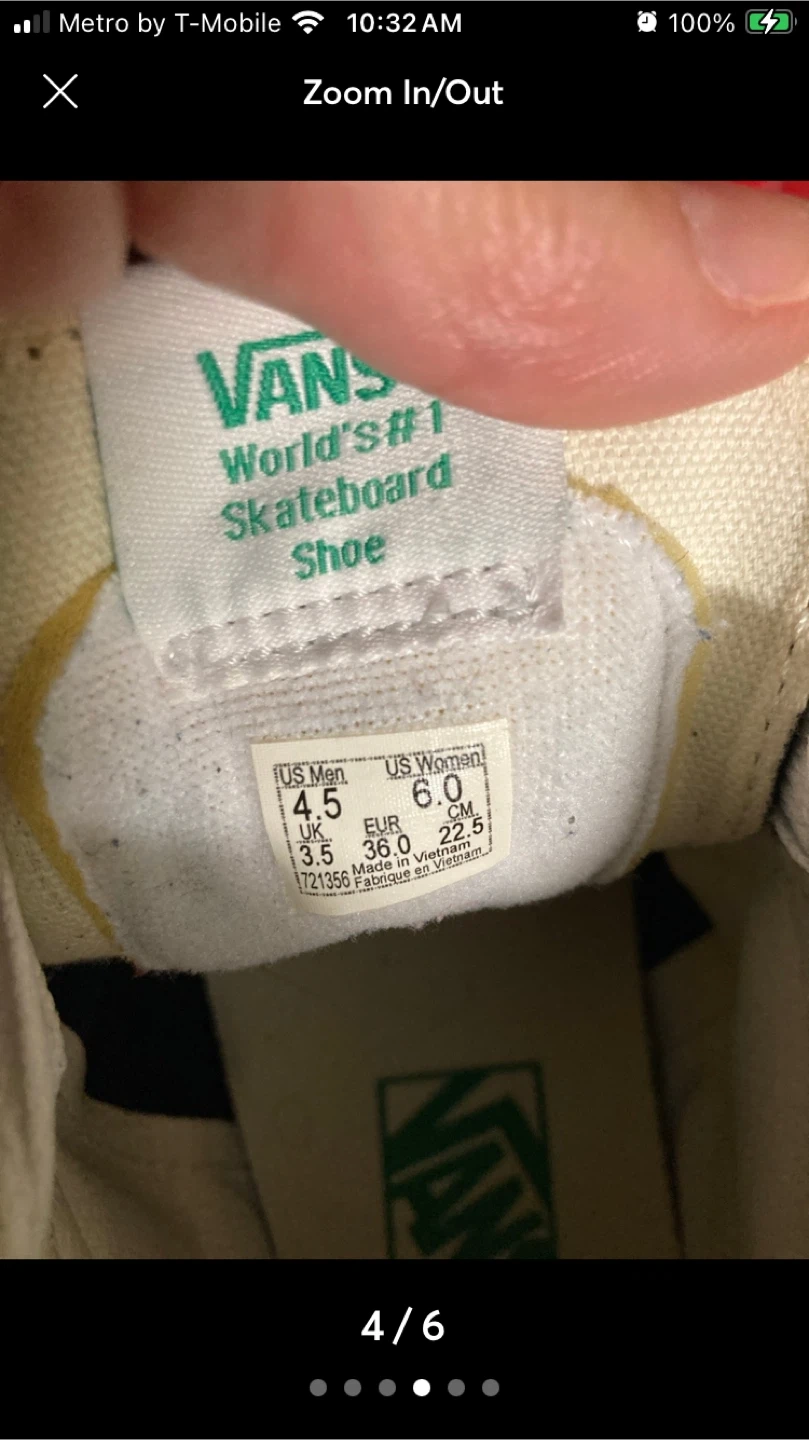 Metro by T-Mobile 10:32 AM 100%
Zoom In/Out
VANS
World's #1
Skateboard
Shoe
US Men US Women
4.5 6.0
UK EUR CM
3.5 36.0 22.5
Made in Vietnam
721356 Fabrique en Vietnam
VANS
4/6